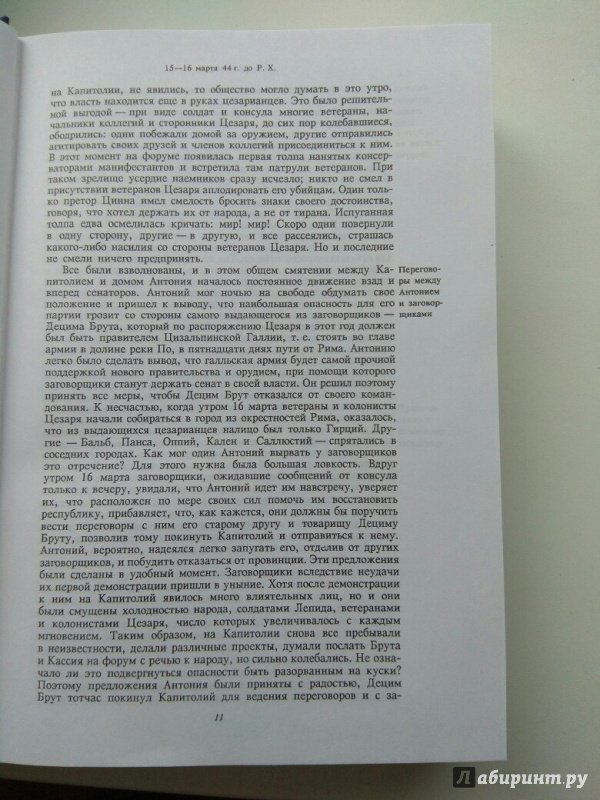 15—16 марта 44 г. до Р. Х.
на Капитолии, не явились, то общество могло думать в это утро,
что власть находится еще в руках цезарианцев. Это было решитель-
ной выгодой — при виде солдат и консула многие ветераны, на-
чальники коллегий и сторонники Цезаря, до сих пор колебавшиеся,
ободрились: одни побежали домой за оружием, другие отправились
агитировать своих друзей и членов коллегий присоединиться к ним.
В этот момент на форуме появилась первая толпа нанятых консер-
ваторами манифестантов и встретила там патрули ветеранов. При
таком зрелище усердие наемников сразу исчезло; никто не смел в
присутствии ветеранов Цезаря аплодировать его убийцам. Один толь-
ко претор Цинна имел смелость бросить знаки своего достоинства,
говоря, что хотел держать их от народа, а не от тирана. Испуганная
толпа едва осмелилась кричать: мир! мир! Скоро одни повернули
в одну сторону, другие — в другую, и все рассеялись, страшась
какого-либо насилия со стороны ветеранов Цезаря. Но и последние
не смели ничего предпринять.
Все были взволнованы, и в этом общем смятении между Ка-
питолием и домом Антония началось постоянное движение взад и
вперед сенаторов. Антоний мог ночью на свободе обдумать свое
положение и пришел к выводу, что наибольшая опасность для его
партии грозит со стороны самого выдающегося из заговорщиков —
Децима Брута, который по распоряжению Цезаря в этот год должен
был быть правителем Цизальпинской Галлии, т. е. стоять во главе
армии в долине реки По, в пятнадцати днях пути от Рима. Антонию
легко было сделать вывод, что галльская армия будет самой прочной
поддержкой нового правительства и орудием, при помощи которого
заговорщики станут держать сенат в своей власти. Он решил поэтому
принять все меры, чтобы Децим Брут отказался от своего коман-
дования. К несчастью, когда утром 16 марта ветераны и колонисты
Цезаря начали собираться в город из окрестностей Рима, оказалось,
что из выдающихся цезарианцев налицо был только Гирций. Дру-
гие — Бальб, Панса, Оппий, Кален и Саллюстий — спрятались в
соседних городах. Как мог один Антоний вырвать у заговорщиков
это отречение? Для этого нужна была большая ловкость. Вдруг
утром 16 марта заговорщики, ожидавшие сообщений от консула
только к вечеру, увидали, что Антоний идет им навстречу, уверяет
их, что расположен по мере своих сил помочь им восстановить
республику, прибавляет, что, как кажется, они должны бы поручить
вести переговоры с ним его старому другу и товарищу Дециму
Бруту, позволив тому покинуть Капитолий и отправиться к нему.
Антоний, вероятно, надеялся легко запугать его, отделив от других
заговорщиков, и побудить отказаться от провинции. Эти предложения
были сделаны в удобный момент. Заговорщики вследствие неудачи
их первой демонстрации пришли в уныние. Хотя после демонстрации
к ним на Капитолий явилось много влиятельных лиц, но и они
были смущены холодностью народа, солдатами Лепида, ветеранами
и колонистами Цезаря, число которых увеличивалось с каждым
мгновением. Таким образом, на Капитолии снова все пребывали
в неизвестности, делали различные проекты, думали послать Брута
и Кассия на форум с речью к народу, но сильно колебались. Не озна-
чало ли это подвергнуться опасности быть разорванным на куски?
Поэтому предложения Антония были приняты с радостью, Децим
Брут тотчас покинул Капитолий для ведения переговоров и с за-
Перегово-
ры между
Антонием
и заговор-
щиками
11
Лабиринт.ру